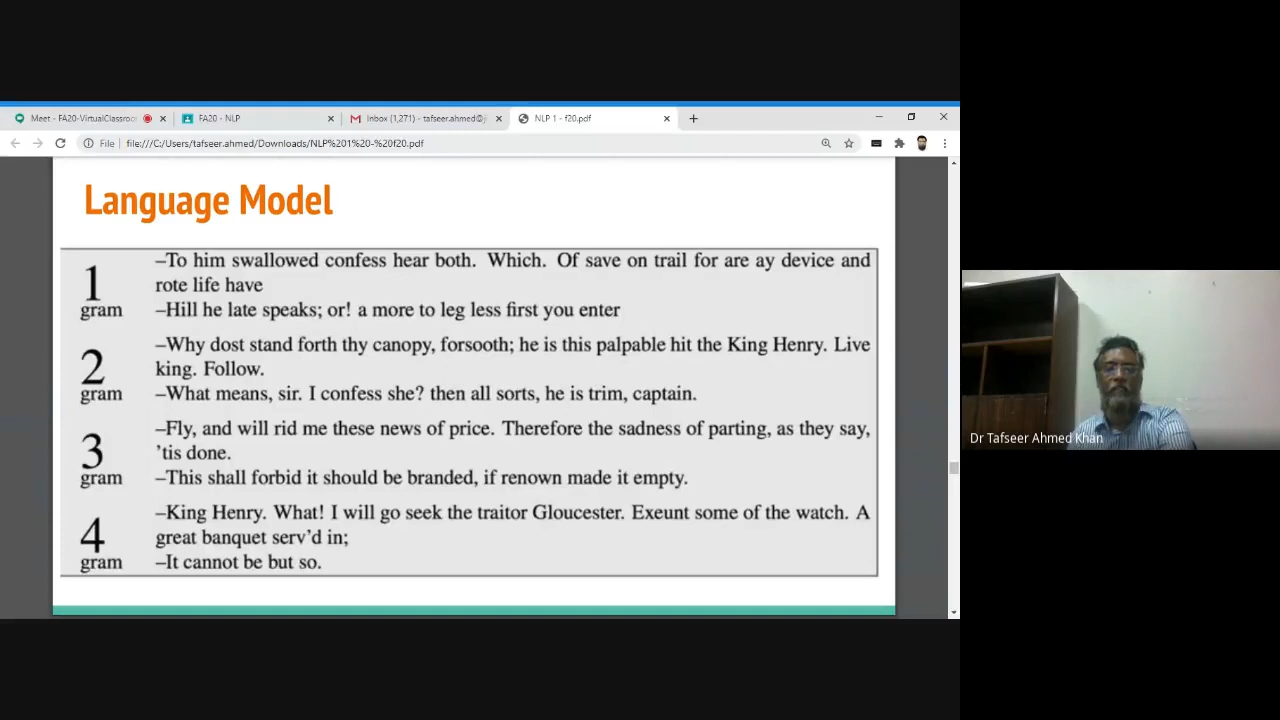 Meet - FA20-VirtualClassroo
FA20 - NLP
Inbox (1,271) - tafseer.ahmed@ji
NLP 1 - f20.pdf
File
file:///C:/Users/tafseer.ahmed/Downloads/NLP%201%20-%20f20.pdf
Language Model
1
gram
–To him swallowed confess hear both. Which. Of save on trail for are ay device and
rote life have
–Hill he late speaks; or! a more to leg less first you enter
2
gram
–Why dost stand forth thy canopy, forsooth; he is this palpable hit the King Henry. Live
king. Follow.
–What means, sir. I confess she? then all sorts, he is trim, captain.
3
gram
–Fly, and will rid me these news of price. Therefore the sadness of parting, as they say,
’tis done.
–This shall forbid it should be branded, if renown made it empty.
4
gram
–King Henry. What! I will go seek the traitor Gloucester. Exeunt some of the watch. A
great banquet serv’d in;
–It cannot be but so.
Dr Tafseer Ahmed Khan